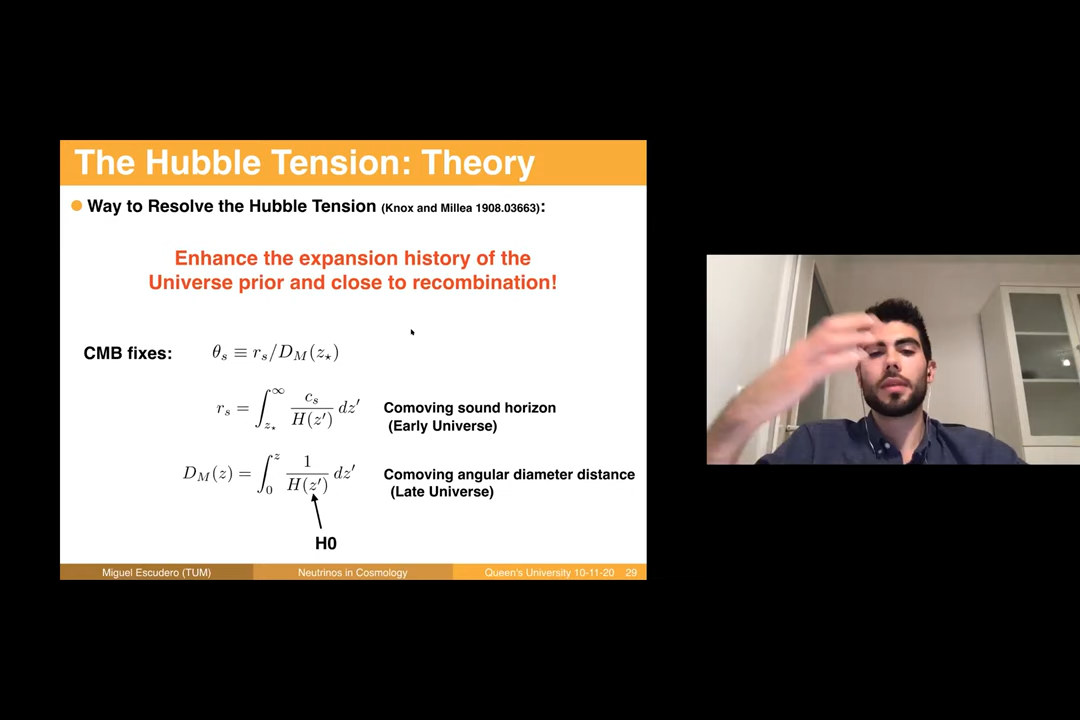 The Hubble Tension: Theory
Way to Resolve the Hubble Tension (Knox and Millea 1908.03663):
Enhance the expansion history of the
Universe prior and close to recombination!
CMB fixes: θ_s ≡ r_s/D_M(z_⋆)
r_s = ∫_{z_⋆}^{∞} c_s/H(z′) dz′ Comoving sound horizon
(Early Universe)
D_M(z) = ∫_0^z 1/H(z′) dz′ Comoving angular diameter distance
(Late Universe)
H0
Miguel Escudero (TUM) Neutrinos in Cosmology Queen's University 10-11-20 29